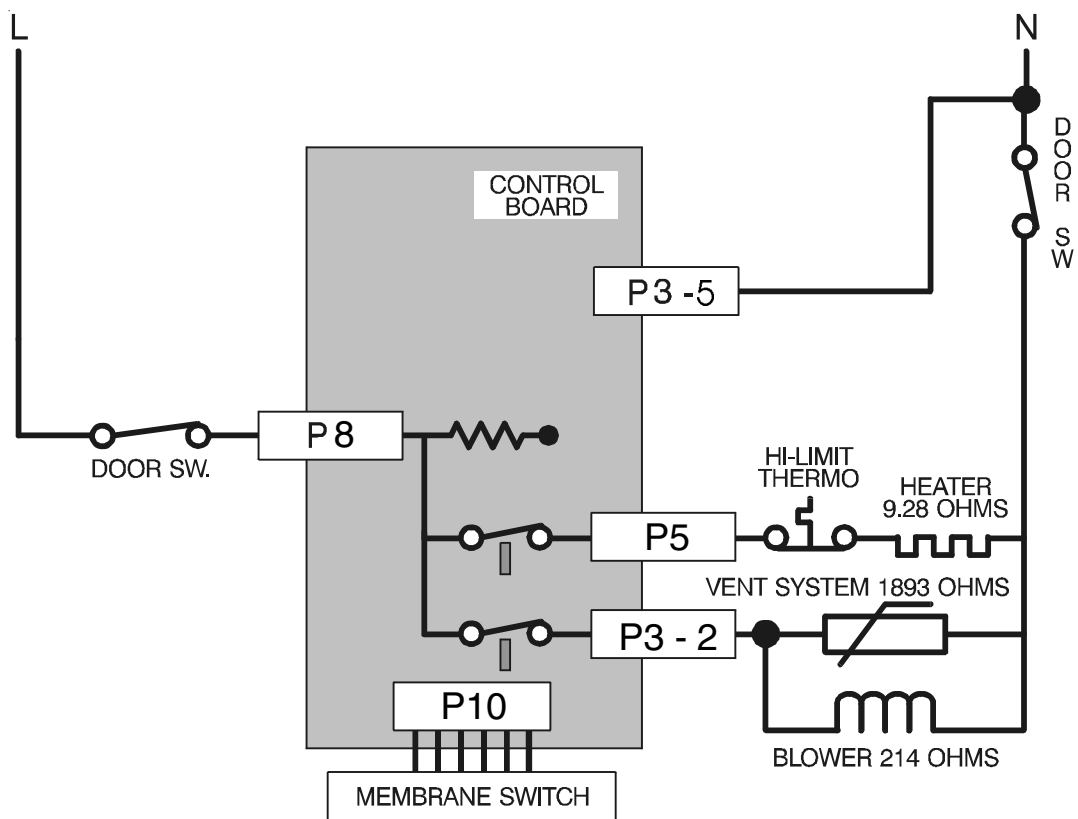 L
N
DOOR SW
CONTROL
BOARD
P3-5
P8
DOOR SW.
HI-LIMIT
THERMO
HEATER
9.28 OHMS
P5
VENT SYSTEM 1893 OHMS
P3-2
P10
BLOWER 214 OHMS
MEMBRANE SWITCH